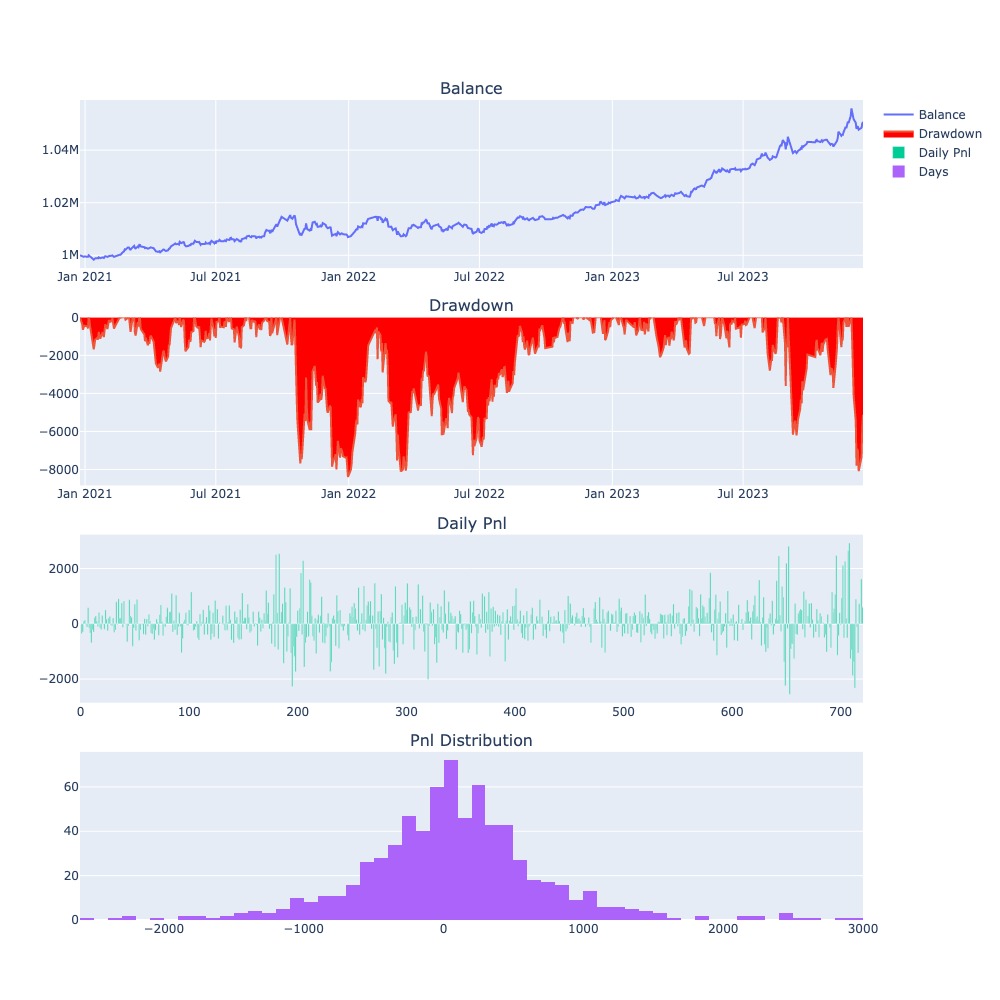 Balance
1.04M
1.02M
1M
Jan 2021 Jul 2021 Jan 2022 Jul 2022 Jan 2023 Jul 2023
Balance
Drawdown
Daily Pnl
Days
Drawdown
0
−2000
−4000
−6000
−8000
Jan 2021 Jul 2021 Jan 2022 Jul 2022 Jan 2023 Jul 2023
Daily Pnl
2000
0
−2000
0 100 200 300 400 500 600 700
Pnl Distribution
60
40
20
0
−2000 −1000 0 1000 2000 3000